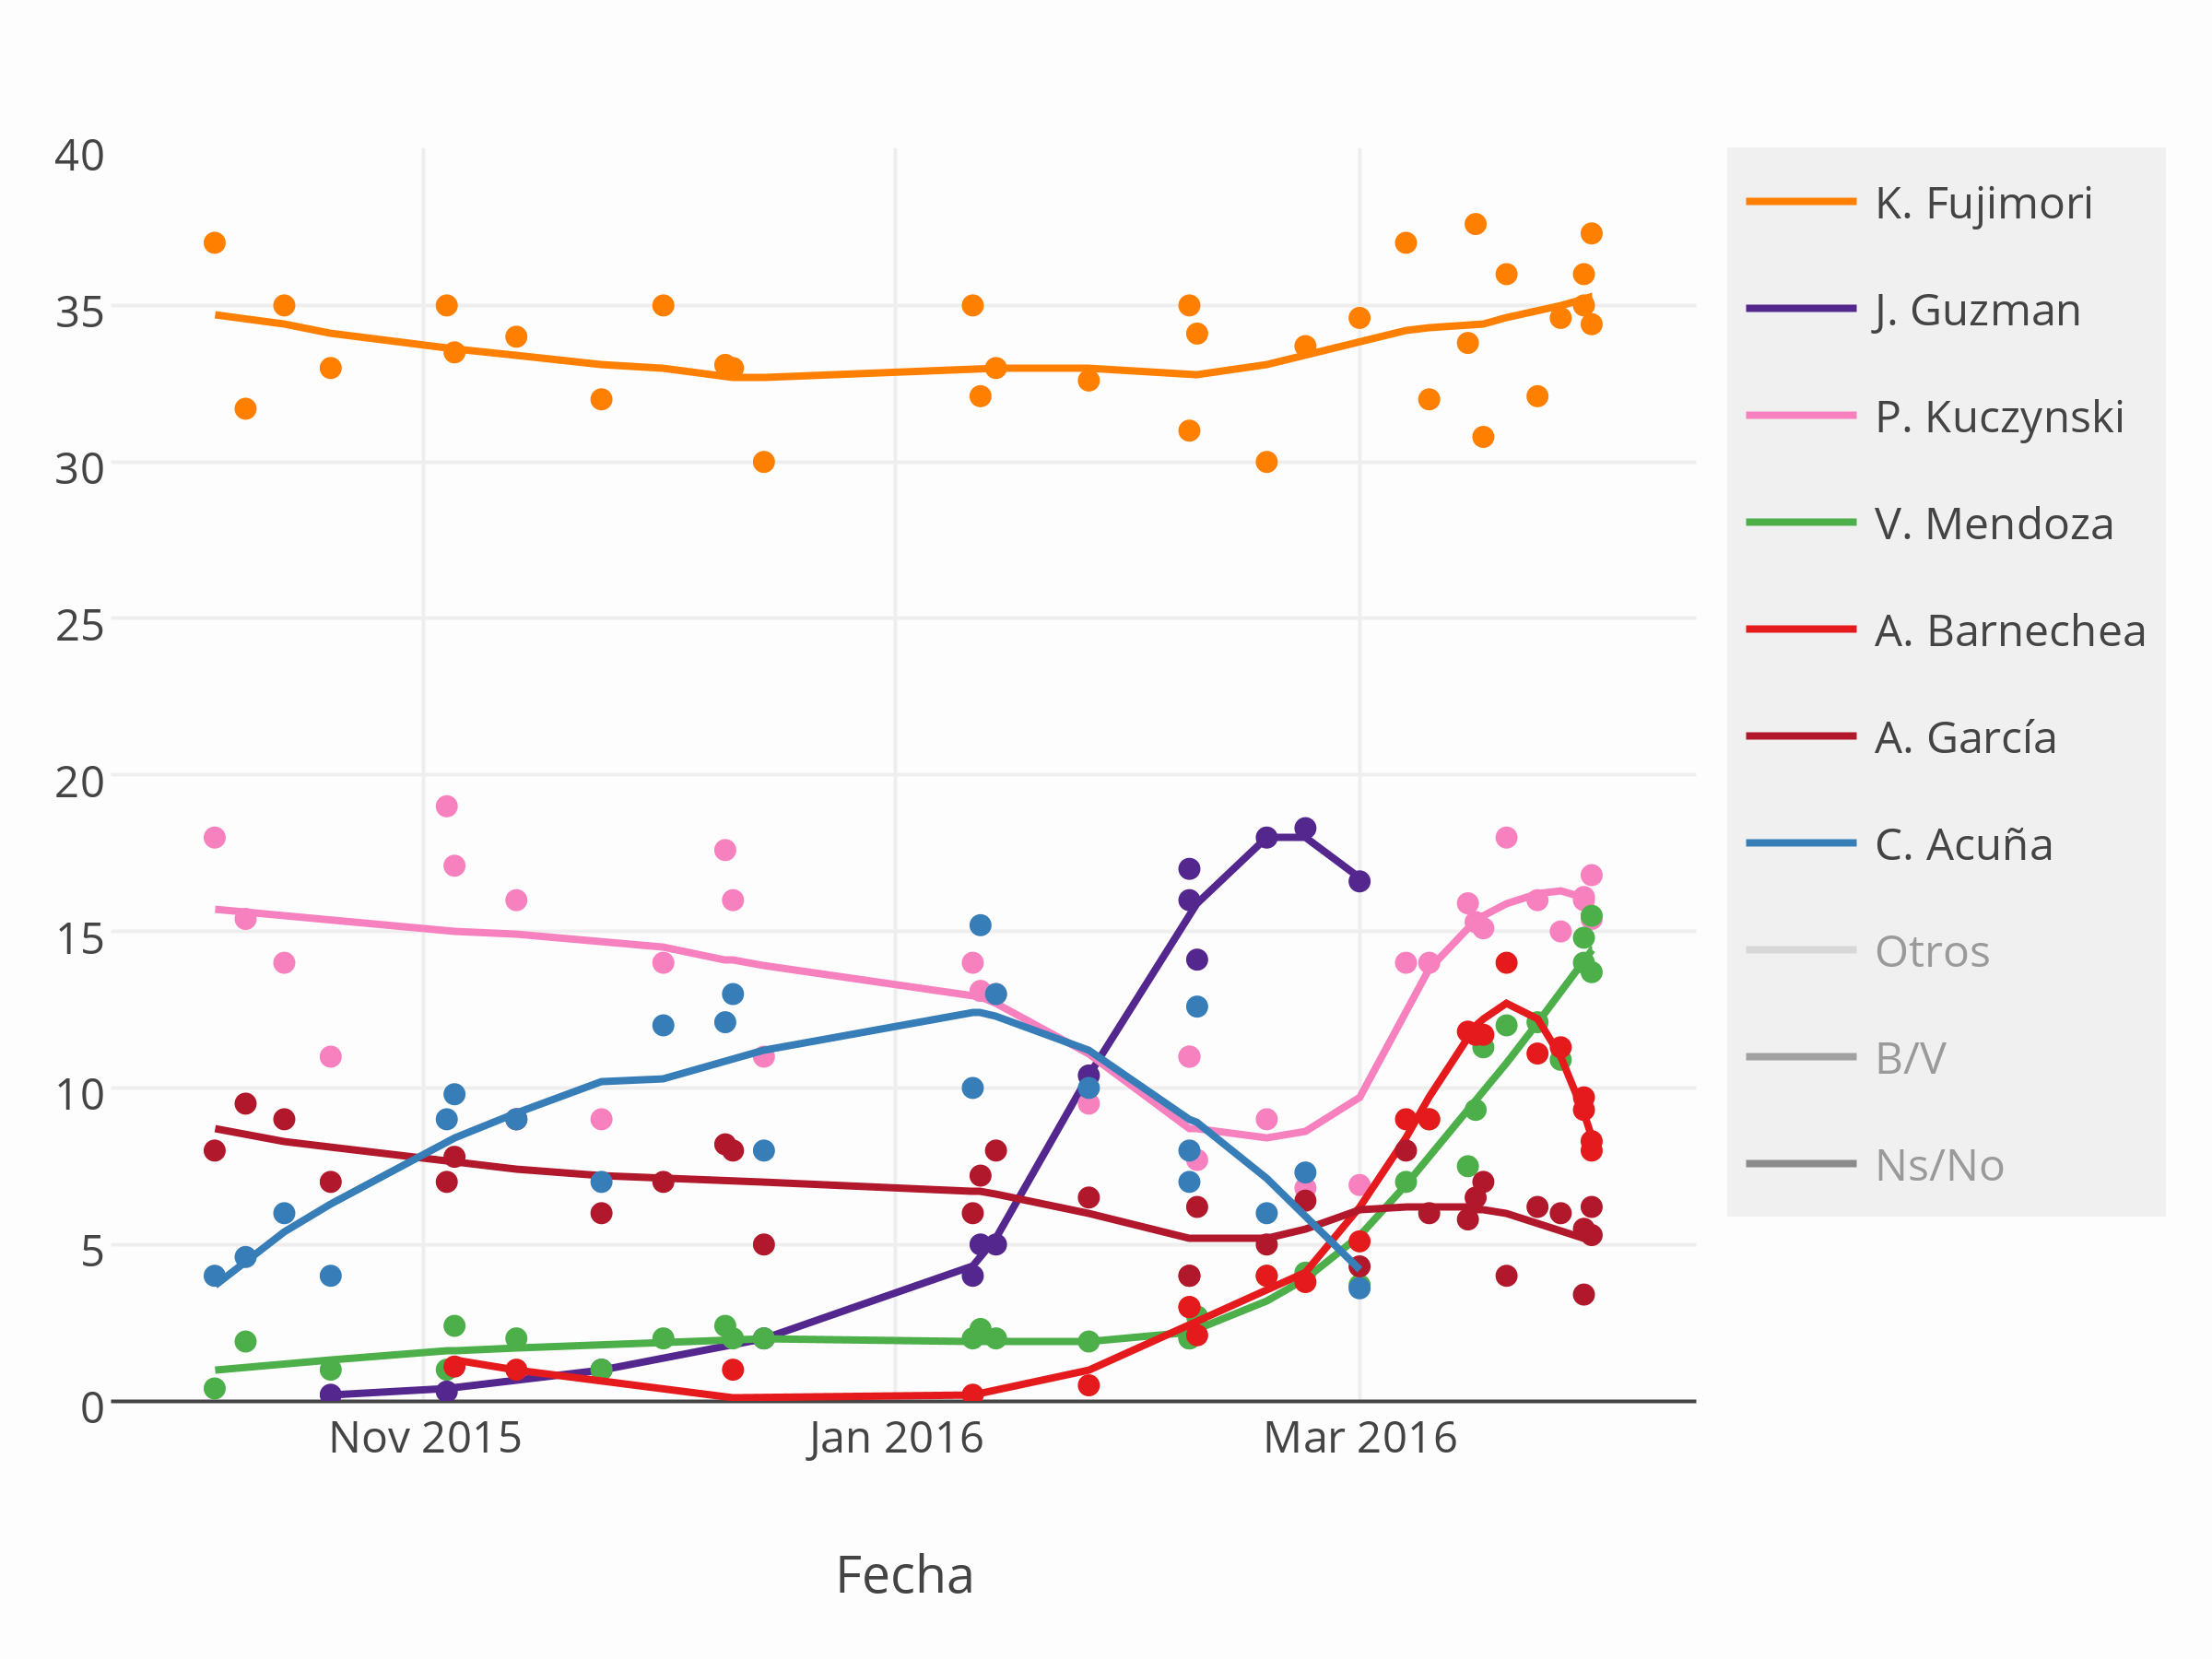 40
35
30
25
20
15
10
5
0
Nov 2015
Jan 2016
Mar 2016
Fecha
K. Fujimori
J. Guzman
P. Kuczynski
V. Mendoza
A. Barnechea
A. García
C. Acuña
Otros
B/V
Ns/No